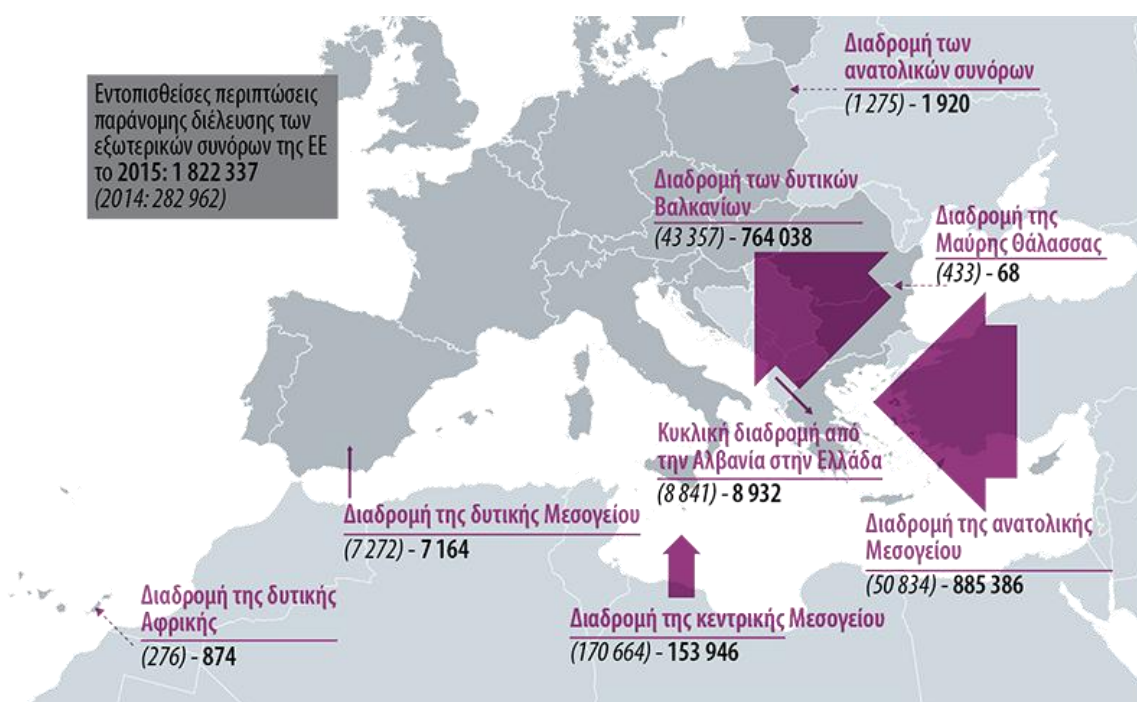 Εντοπισθείσες περιπτώσεις
παράνομης διέλευσης των
εξωτερικών συνόρων της ΕΕ
το 2015: 1 822 337
(2014: 282 962)
Διαδρομή των
ανατολικών συνόρων
(1 275) - 1 920
Διαδρομή των δυτικών
Βαλκανίων
(43 357) - 764 038
Διαδρομή της
Μαύρης Θάλασσας
(433) - 68
Κυκλική διαδρομή από
την Αλβανία στην Ελλάδα
(8 841) - 8 932
Διαδρομή της δυτικής Μεσογείου
(7 272) - 7 164
Διαδρομή της ανατολικής
Μεσογείου
(50 834) - 885 386
Διαδρομή της δυτικής
Αφρικής
(276) - 874
Διαδρομή της κεντρικής Μεσογείου
(170 664) - 153 946